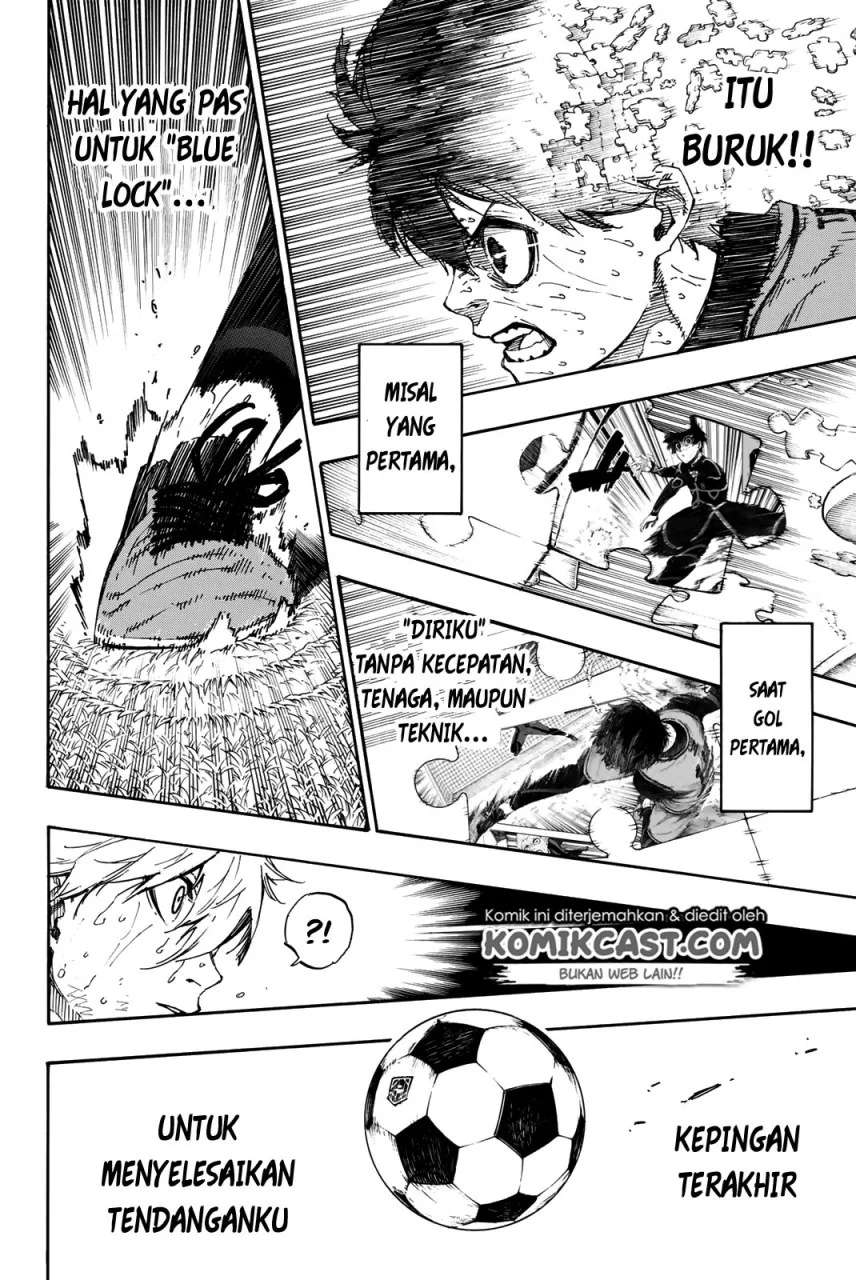 ITU
BURUK!!
HAL YANG PAS
UNTUK "BLUE
LOCK"...
MISAL
YANG
PERTAMA,
SAAT
GOL
PERTAMA,
"DIRIKU"
TANPA KECEPATAN,
TENAGA, MAUPUN
TEKNIK...
?!
Komik ini diterjemahkan & diedit oleh
KOMIKCAST.COM
BUKAN WEB LAIN!!
KEPINGAN
TERAKHIR
UNTUK
MENYELESAIKAN
TENDANGANKU